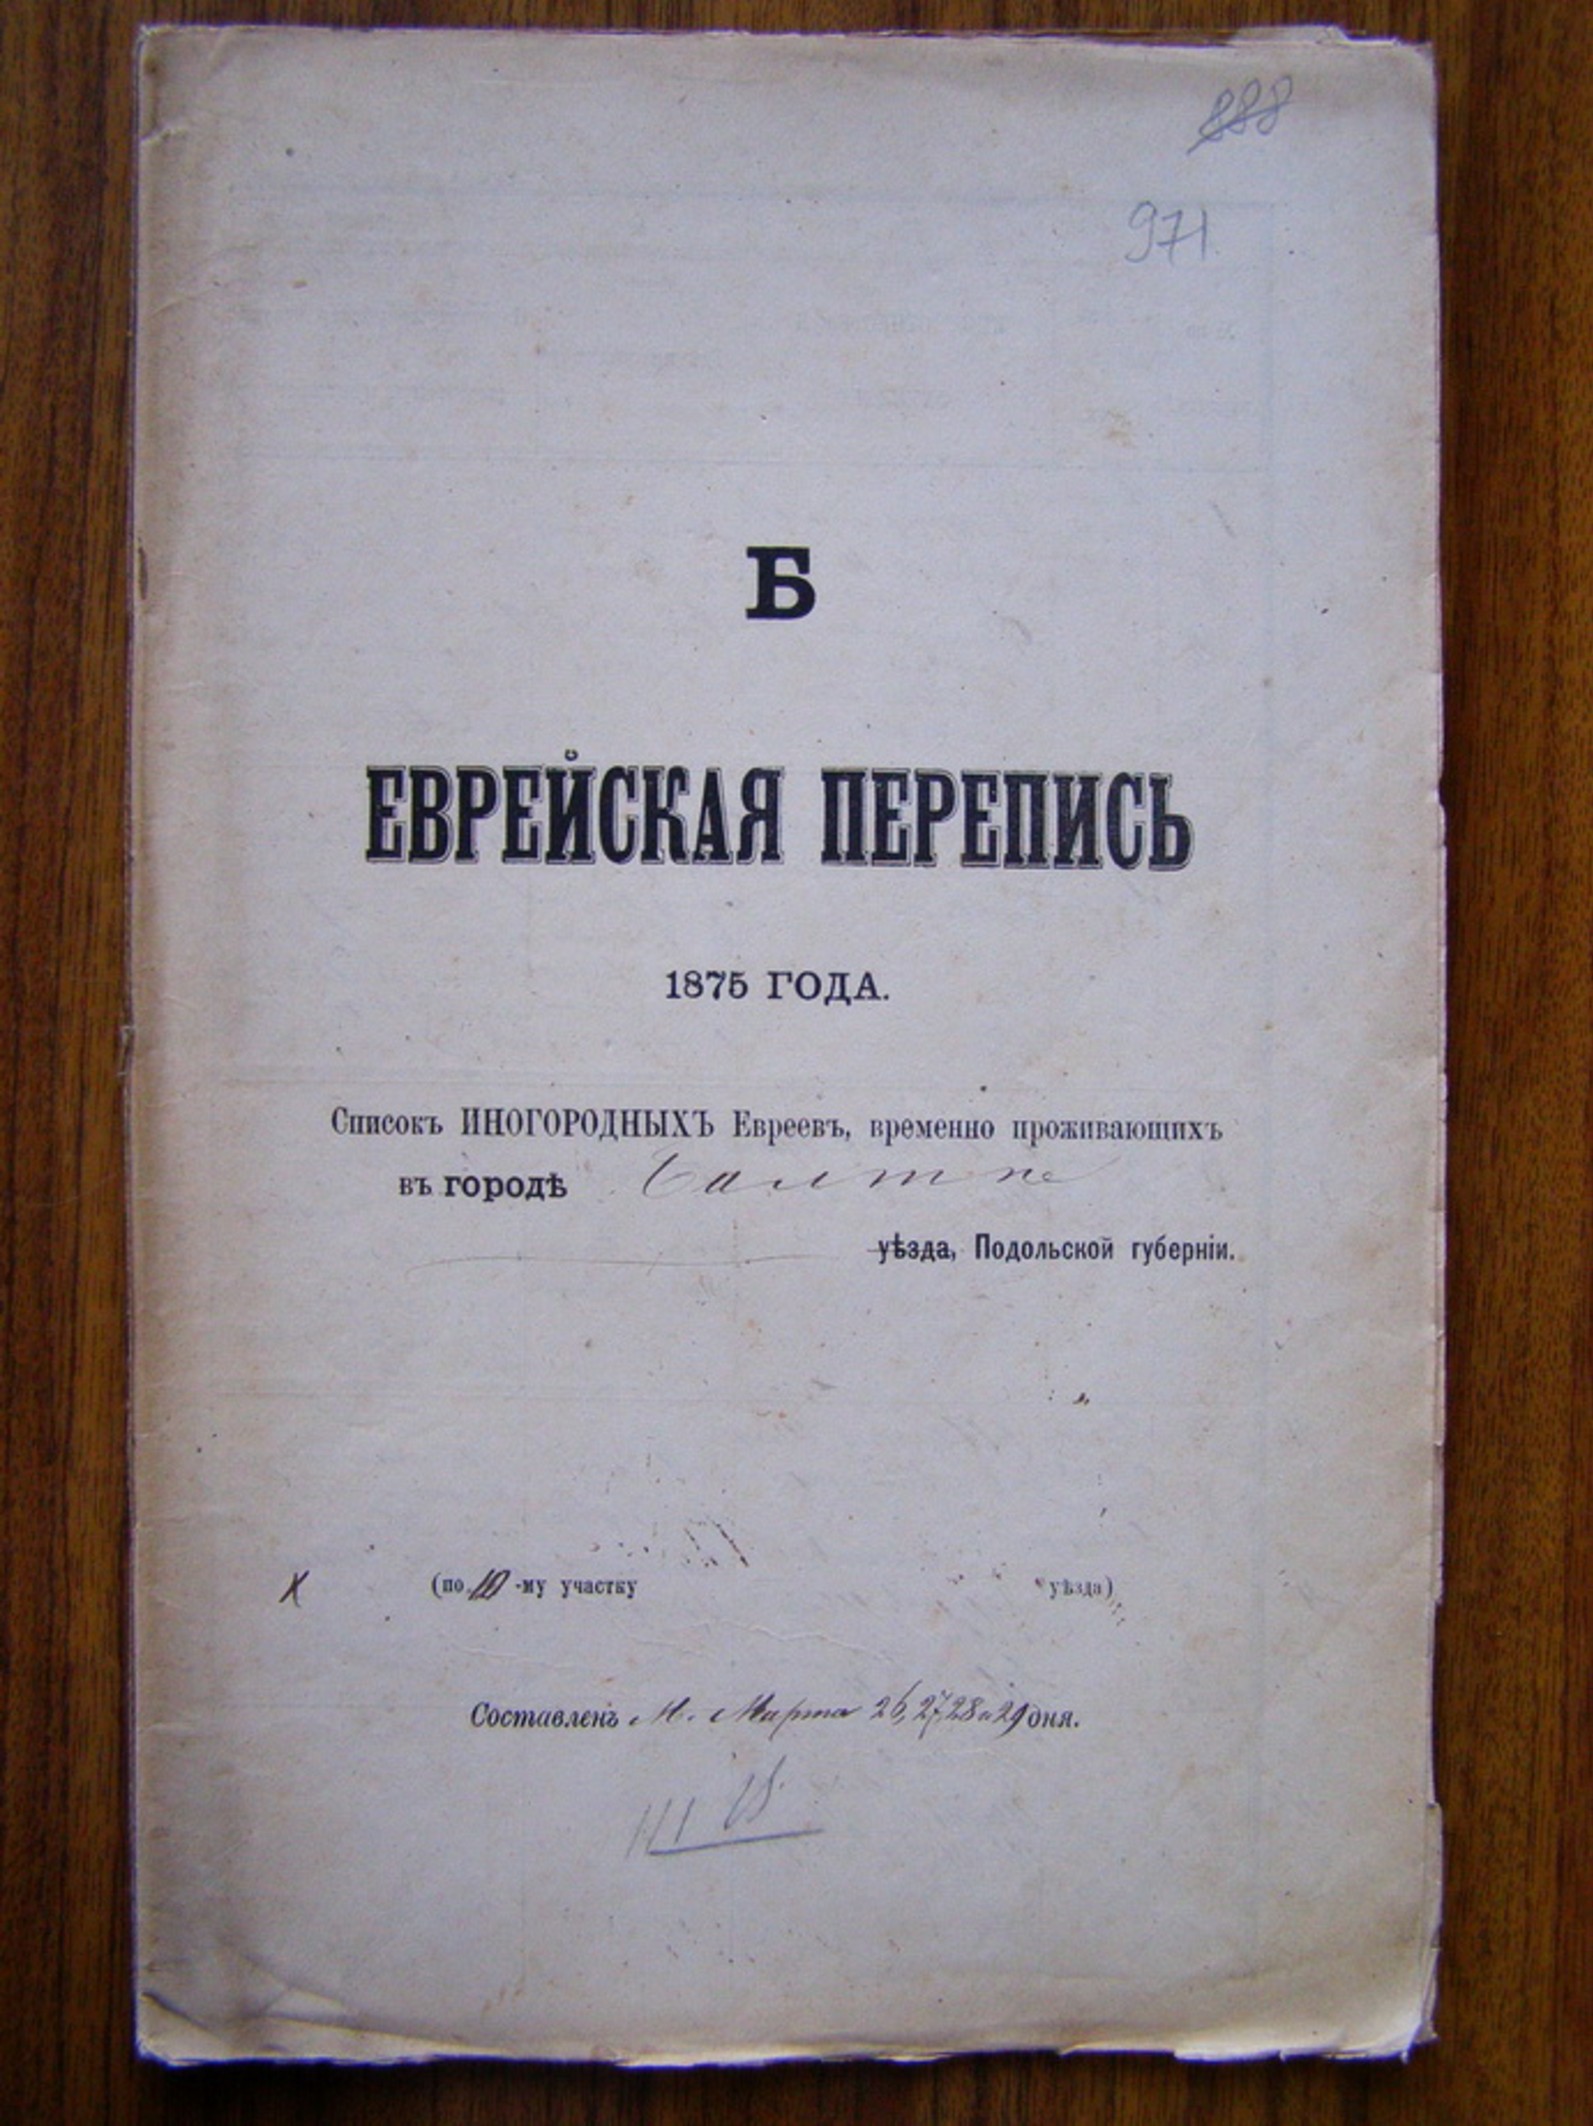 888
971
Б
ЕВРЕЙСКАЯ ПЕРЕПИСЬ
1875 ГОДА.
Списокъ ИНОГОРОДНЫХЪ Евреевъ, временно проживающихъ
въ городѣ Балтѣ
уѣзда, Подольской губерніи.
(по 10-му участку уѣзда)
Составленъ М. Марта 26, 27, 28 и 29 дня.